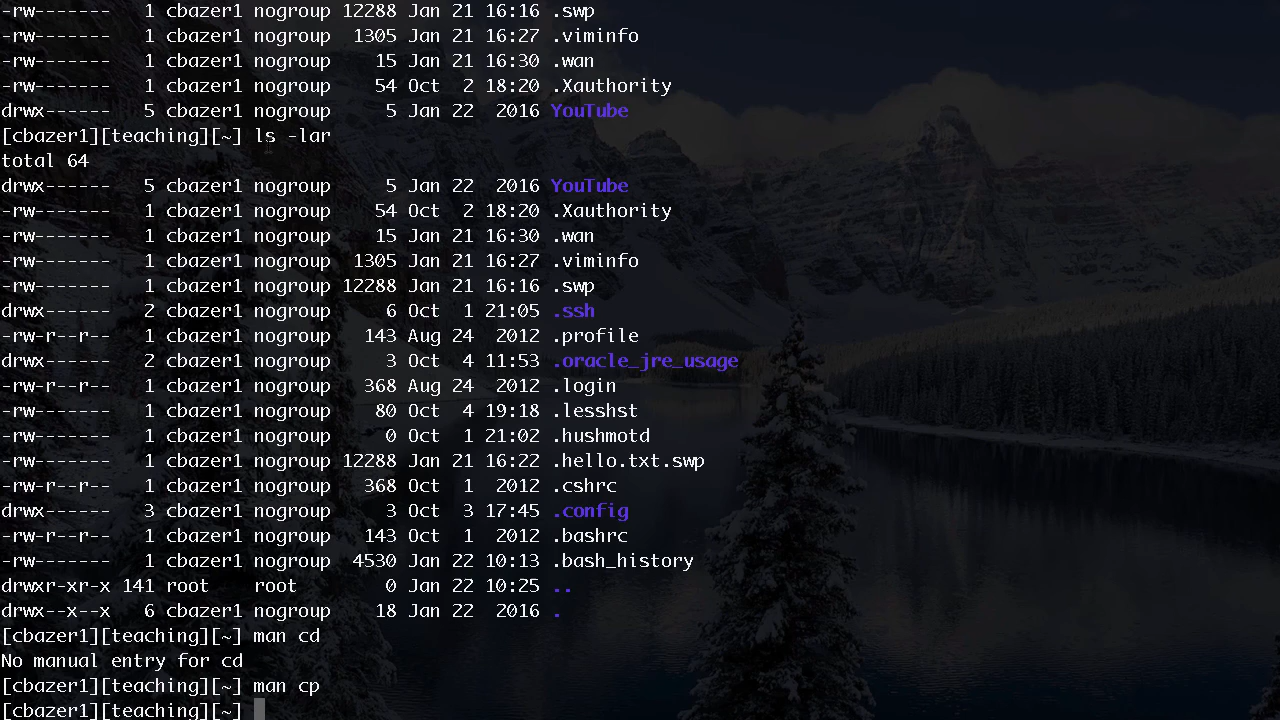 -rw-------   1 cbazer1 nogroup 12288 Jan 21 16:16 .swp
-rw-------   1 cbazer1 nogroup  1305 Jan 21 16:27 .viminfo
-rw-------   1 cbazer1 nogroup    15 Jan 21 16:30 .wan
-rw-------   1 cbazer1 nogroup    54 Oct  2 18:20 .Xauthority
drwx------   5 cbazer1 nogroup     5 Jan 22  2016 YouTube
[cbazer1][teaching][~] ls -lar
total 64
drwx------   5 cbazer1 nogroup     5 Jan 22  2016 YouTube
-rw-------   1 cbazer1 nogroup    54 Oct  2 18:20 .Xauthority
-rw-------   1 cbazer1 nogroup    15 Jan 21 16:30 .wan
-rw-------   1 cbazer1 nogroup  1305 Jan 21 16:27 .viminfo
-rw-------   1 cbazer1 nogroup 12288 Jan 21 16:16 .swp
drwx------   2 cbazer1 nogroup     6 Oct  1 21:05 .ssh
-rw-r--r--   1 cbazer1 nogroup   143 Aug 24  2012 .profile
drwx------   2 cbazer1 nogroup     3 Oct  4 11:53 .oracle_jre_usage
-rw-r--r--   1 cbazer1 nogroup   368 Aug 24  2012 .login
-rw-------   1 cbazer1 nogroup    80 Oct  4 19:18 .lesshst
-rw-------   1 cbazer1 nogroup     0 Oct  1 21:02 .hushmotd
-rw-------   1 cbazer1 nogroup 12288 Jan 21 16:22 .hello.txt.swp
-rw-r--r--   1 cbazer1 nogroup   368 Oct  1  2012 .cshrc
drwx------   3 cbazer1 nogroup     3 Oct  3 17:45 .config
-rw-r--r--   1 cbazer1 nogroup   143 Oct  1  2012 .bashrc
-rw-------   1 cbazer1 nogroup  4530 Jan 22 10:13 .bash_history
drwxr-xr-x 141 root    root        0 Jan 22 10:25 ..
drwx--x--x   6 cbazer1 nogroup    18 Jan 22  2016 .
[cbazer1][teaching][~] man cd
No manual entry for cd
[cbazer1][teaching][~] man cp
[cbazer1][teaching][~]